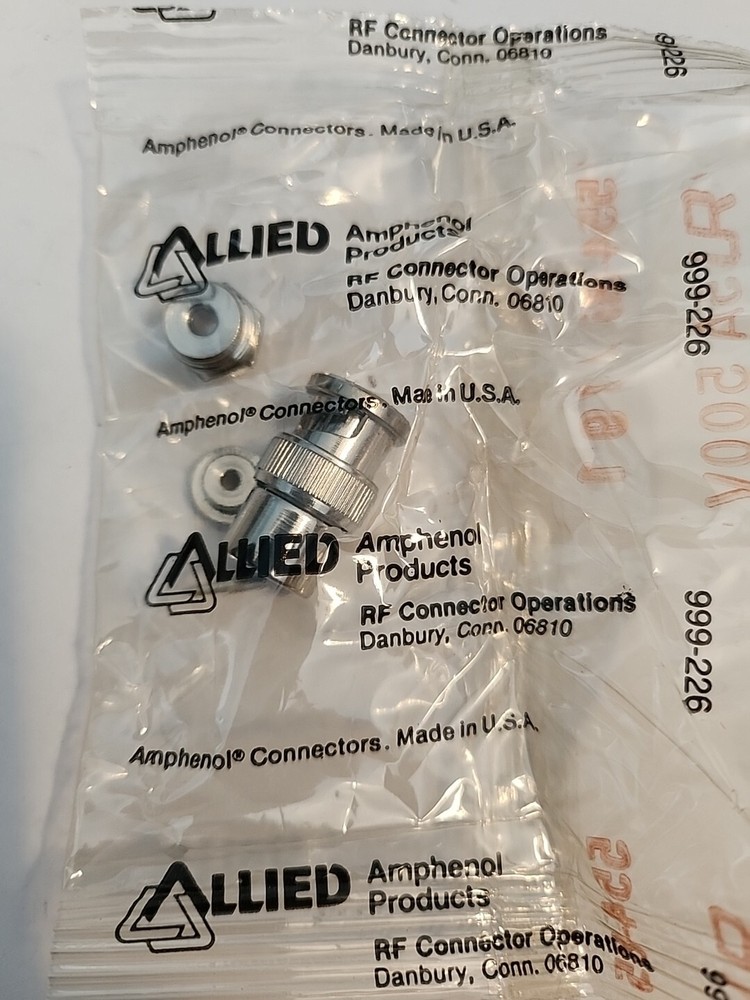 RF Connector Operations
Danbury, Conn. 06810
Amphenol® Connectors. Made in U.S.A.
ALLIED Amphenol
Products
RF Connector Operations
Danbury, Conn. 06810
999-226
Amphenol® Connectors. Made in U.S.A.
ALLIED Amphenol
Products
RF Connector Operations
Danbury, Conn. 06810
999-226
Amphenol® Connectors. Made in U.S.A.
ALLIED Amphenol
Products
RF Connector Operations
Danbury, Conn. 06810